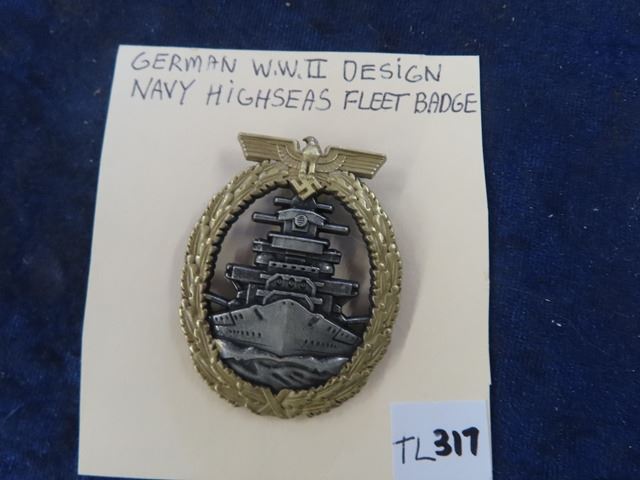 GERMAN W.W.II DESIGN
NAVY HIGHSEAS FLEET BADGE
TL317